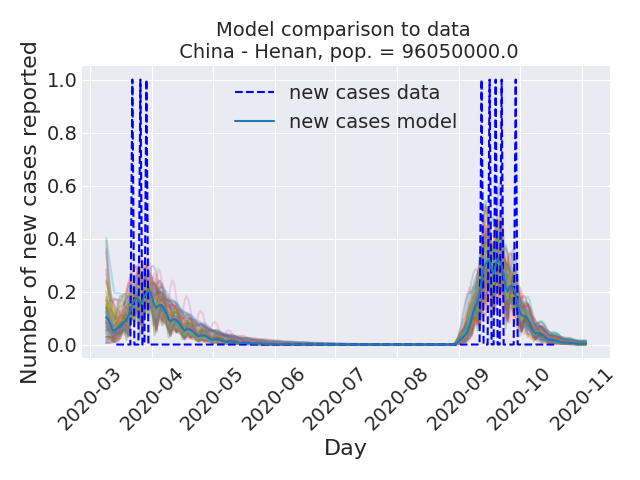 Model comparison to data
China - Henan, pop. = 96050000.0
Number of new cases reported
1.0
0.8
0.6
0.4
0.2
0.0
new cases data
new cases model
2020-03
2020-04
2020-05
2020-06
2020-07
2020-08
2020-09
2020-10
2020-11
Day